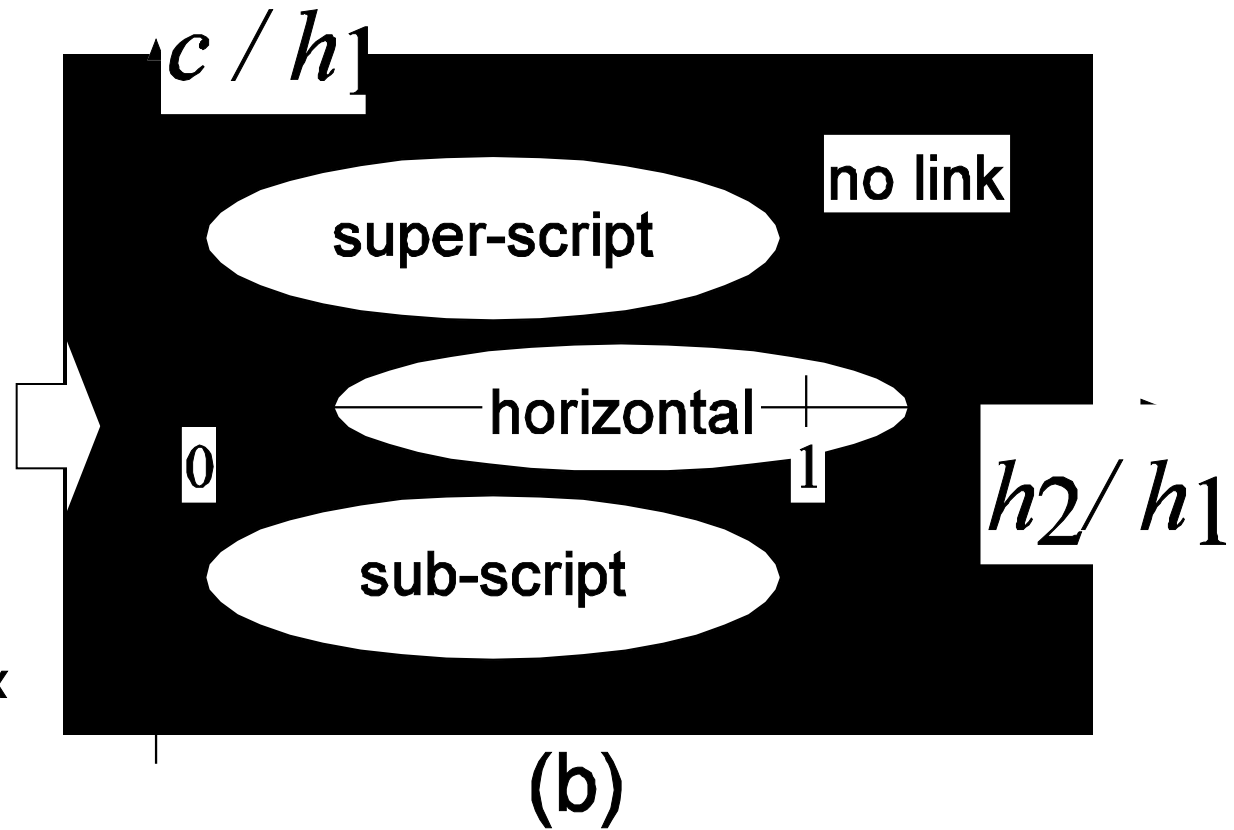 c / h1
no link
super-script
horizontal
0
1
h2 / h1
sub-script
x
(b)